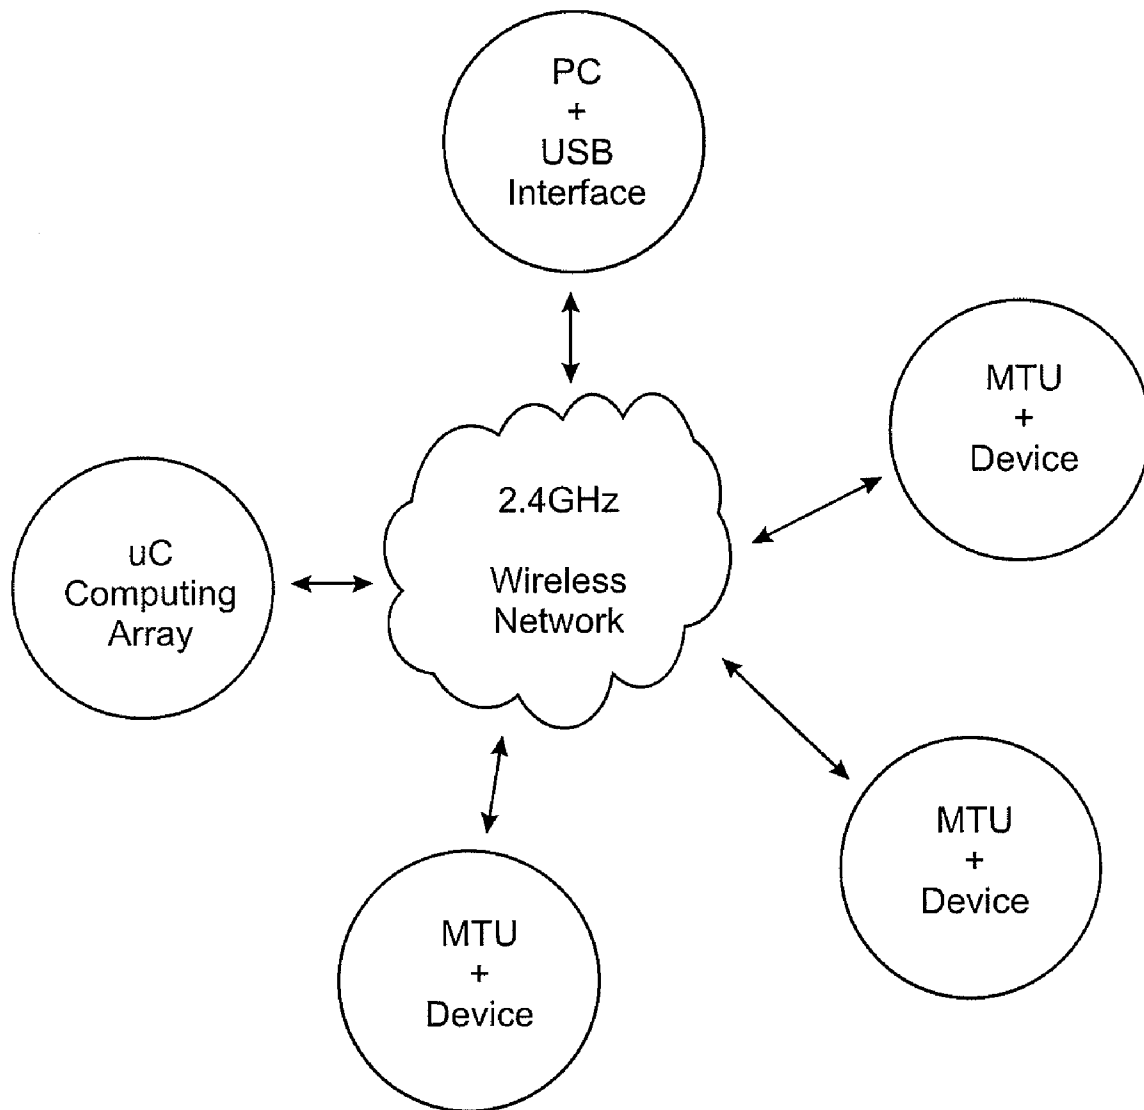 PC
+
USB
Interface
MTU
+
Device
2.4GHz
Wireless
Network
uC
Computing
Array
MTU
+
Device
MTU
+
Device